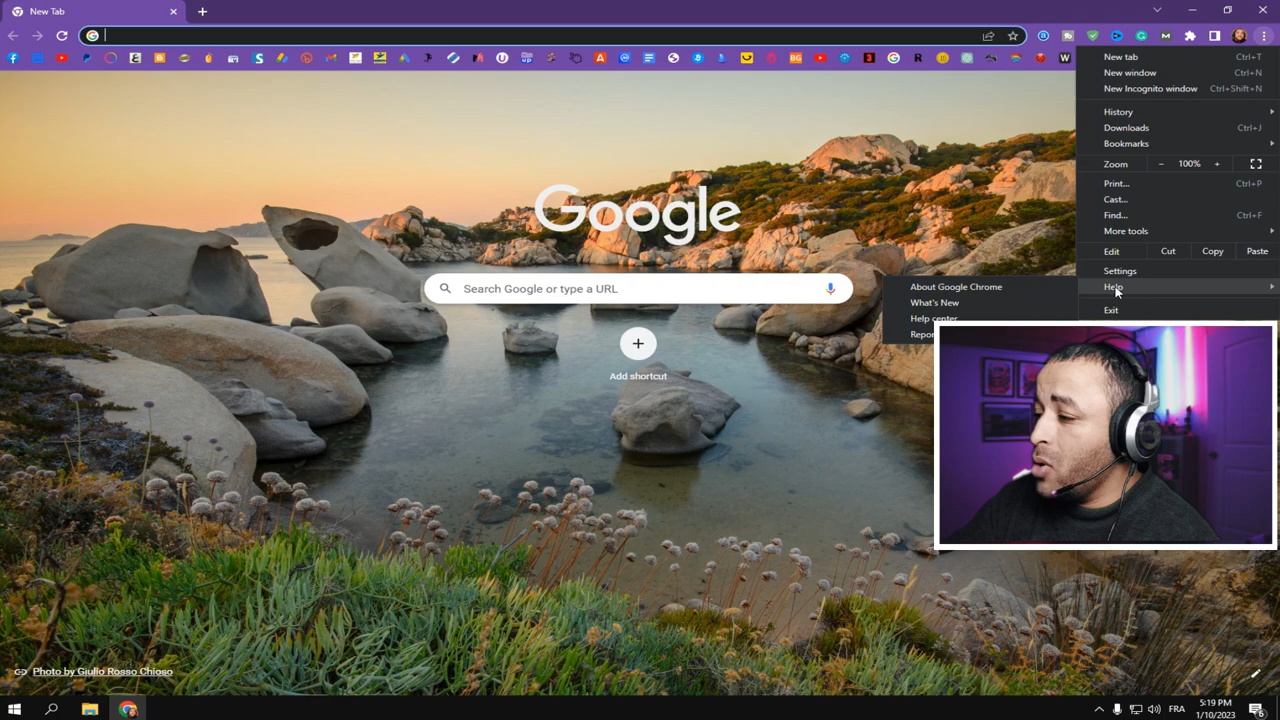 New Tab
BG
W
New tab Ctrl+T
New window Ctrl+N
New Incognito window Ctrl+Shift+N
History
Downloads Ctrl+J
Bookmarks
Zoom − 100% +
Print... Ctrl+P
Cast...
Find... Ctrl+F
More tools
Edit Cut Copy Paste
Settings
Help
Exit
About Google Chrome
What's New
Help center
Google
Search Google or type a URL
Add shortcut
Photo by Giulio Rosso Chioso
FRA
5:19 PM
1/10/2023
6